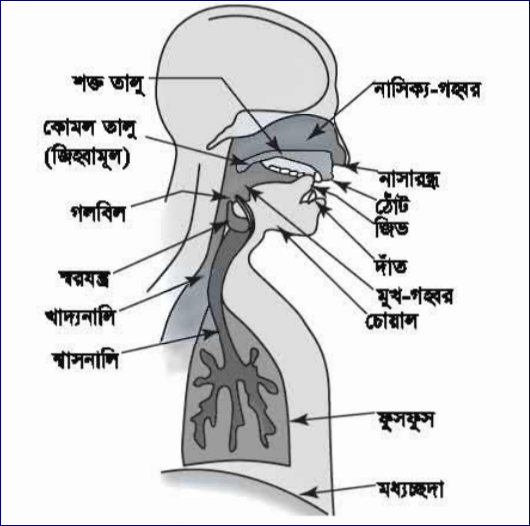 শক্ত তালু
কোমল তালু
(জিহ্বামূল)
গলবিল
স্বরযন্ত্র
খাদ্যনালি
শ্বাসনালি
নাসিক্য-গহ্বর
নাসারন্ধ্র
ঠোঁট
জিভ
দাঁত
মুখ-গহ্বর
চোয়াল
ফুসফুস
মধ্যচ্ছদা